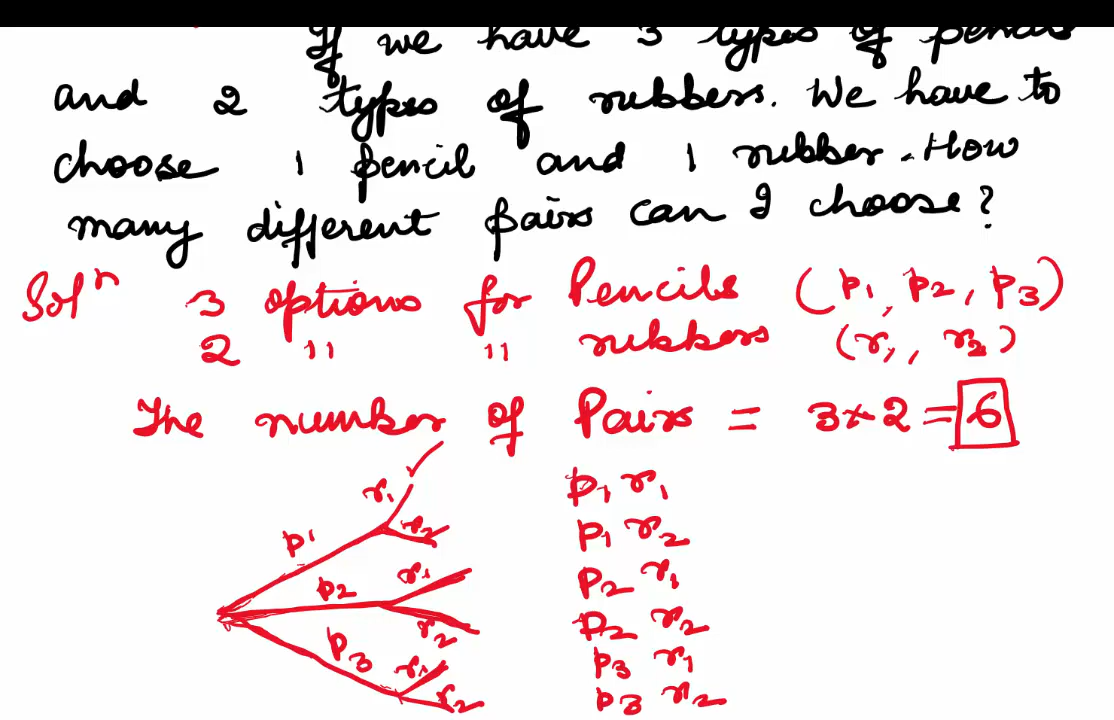 If we have 3 types of pencils
and 2 types of rubbers. We have to
choose 1 pencil and 1 rubber. How
many different pairs can I choose?
Solⁿ 3 options for Pencils (p1, p2, p3)
2 " " rubbers (r1, r2)
The number of Pairs = 3×2 = 6
r1
p1 r2
p2 r1
r2
p3 r1
r2
p1 r1
p1 r2
p2 r1
p2 r2
p3 r1
p3 r2